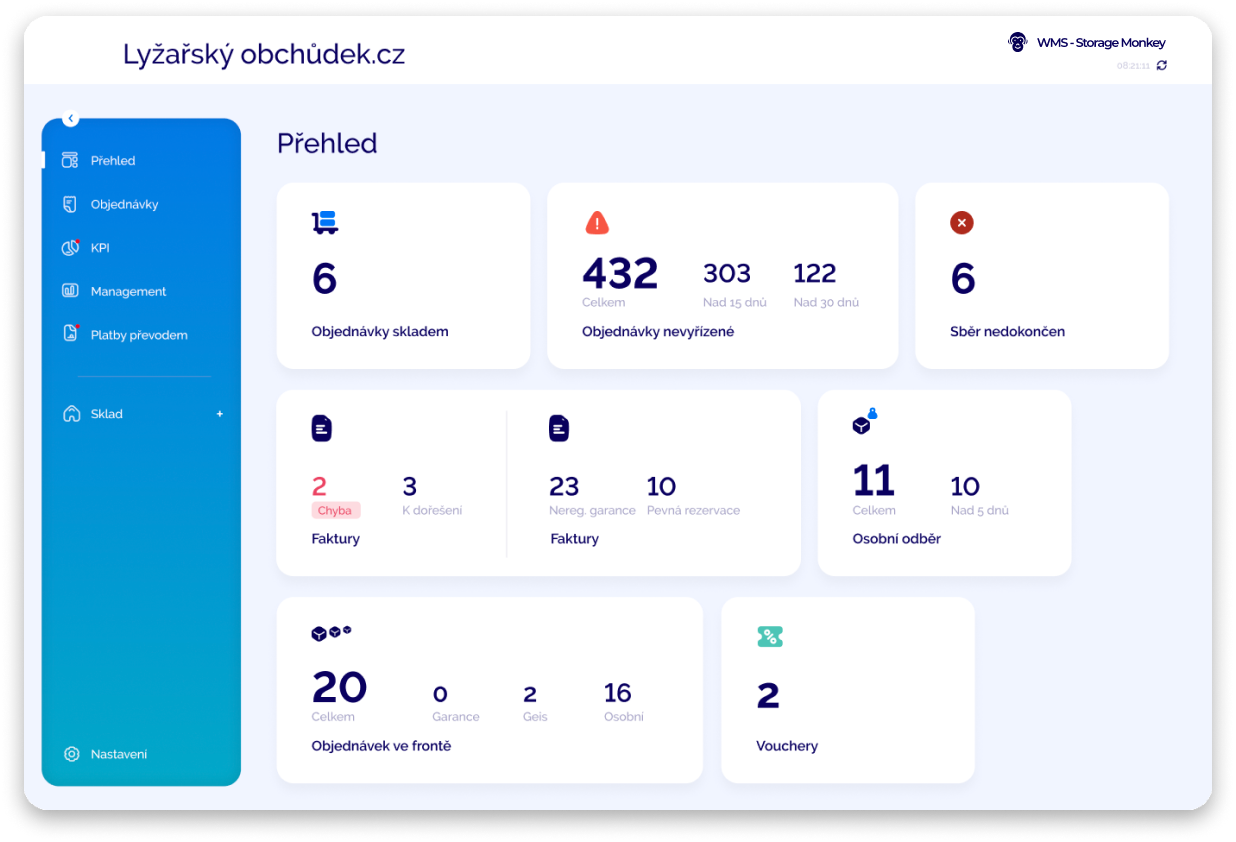 Lyžařský obchůdek.cz
WMS - Storage Monkey
08:21:11
Přehled
Objednávky
KPI
Management
Platby převodem
Sklad +
Nastavení
Přehled
6
Objednávky skladem
432 303 122
Celkem Nad 15 dnů Nad 30 dnů
Objednávky nevyřízené
6
Sběr nedokončen
2 3
Chyba K dořešení
Faktury
23 10
Nereg. garance Pevná rezervace
Faktury
11 10
Celkem Nad 5 dnů
Osobní odběr
20 0 2 16
Celkem Garance Geis Osobní
Objednávek ve frontě
2
Vouchery